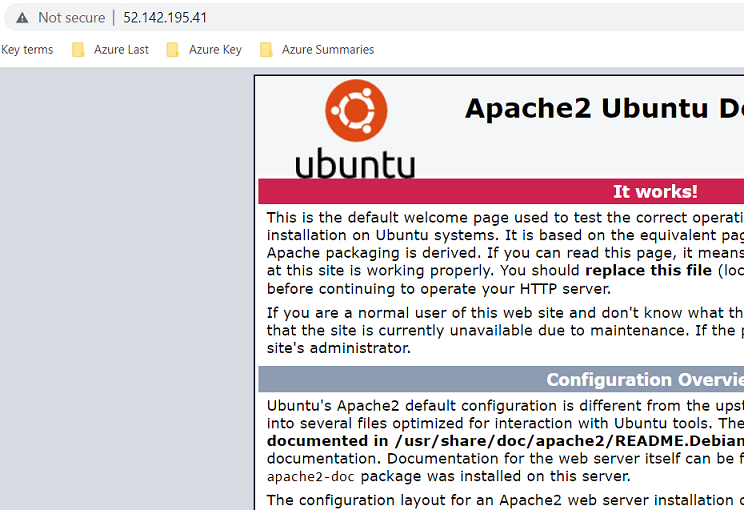 Not secure | 52.142.195.41
Key terms Azure Last Azure Key Azure Summaries
ubuntu
Apache2 Ubuntu D
It works!
This is the default welcome page used to test the correct operati
installation on Ubuntu systems. It is based on the equivalent pag
Apache packaging is derived. If you can read this page, it means
at this site is working properly. You should replace this file (loc
before continuing to operate your HTTP server.
If you are a normal user of this web site and don't know what th
that the site is currently unavailable due to maintenance. If the p
site's administrator.
Configuration Overvie
Ubuntu's Apache2 default configuration is different from the upst
into several files optimized for interaction with Ubuntu tools. The
documented in /usr/share/doc/apache2/README.Debian
documentation. Documentation for the web server itself can be f
apache2-doc package was installed on this server.
The configuration layout for an Apache2 web server installation o